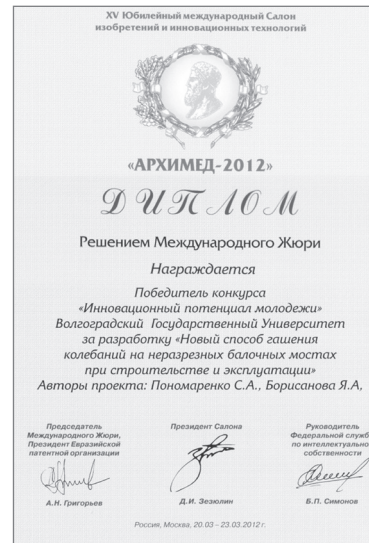 XV Юбилейный международный Салон
изобретений и инновационных технологий
«АРХИМЕД-2012»
ДИПЛОМ
Решением Международного Жюри
Награждается
Победитель конкурса
«Инновационный потенциал молодежи»
Волгоградский Государственный Университет
за разработку «Новый способ гашения
колебаний на неразрезных балочных мостах
при строительстве и эксплуатации»
Авторы проекта: Пономаренко С.А., Борисанова Я.А,
Председатель
Международного Жюри,
Президент Евразийской
патентной организации
А.Н. Григорьев
Президент Салона
Д.И. Зезюлин
Руководитель
Федеральной служб
по интеллектуально
собственности
Б.П. Симонов
Россия, Москва, 20.03 - 23.03.2012 г.